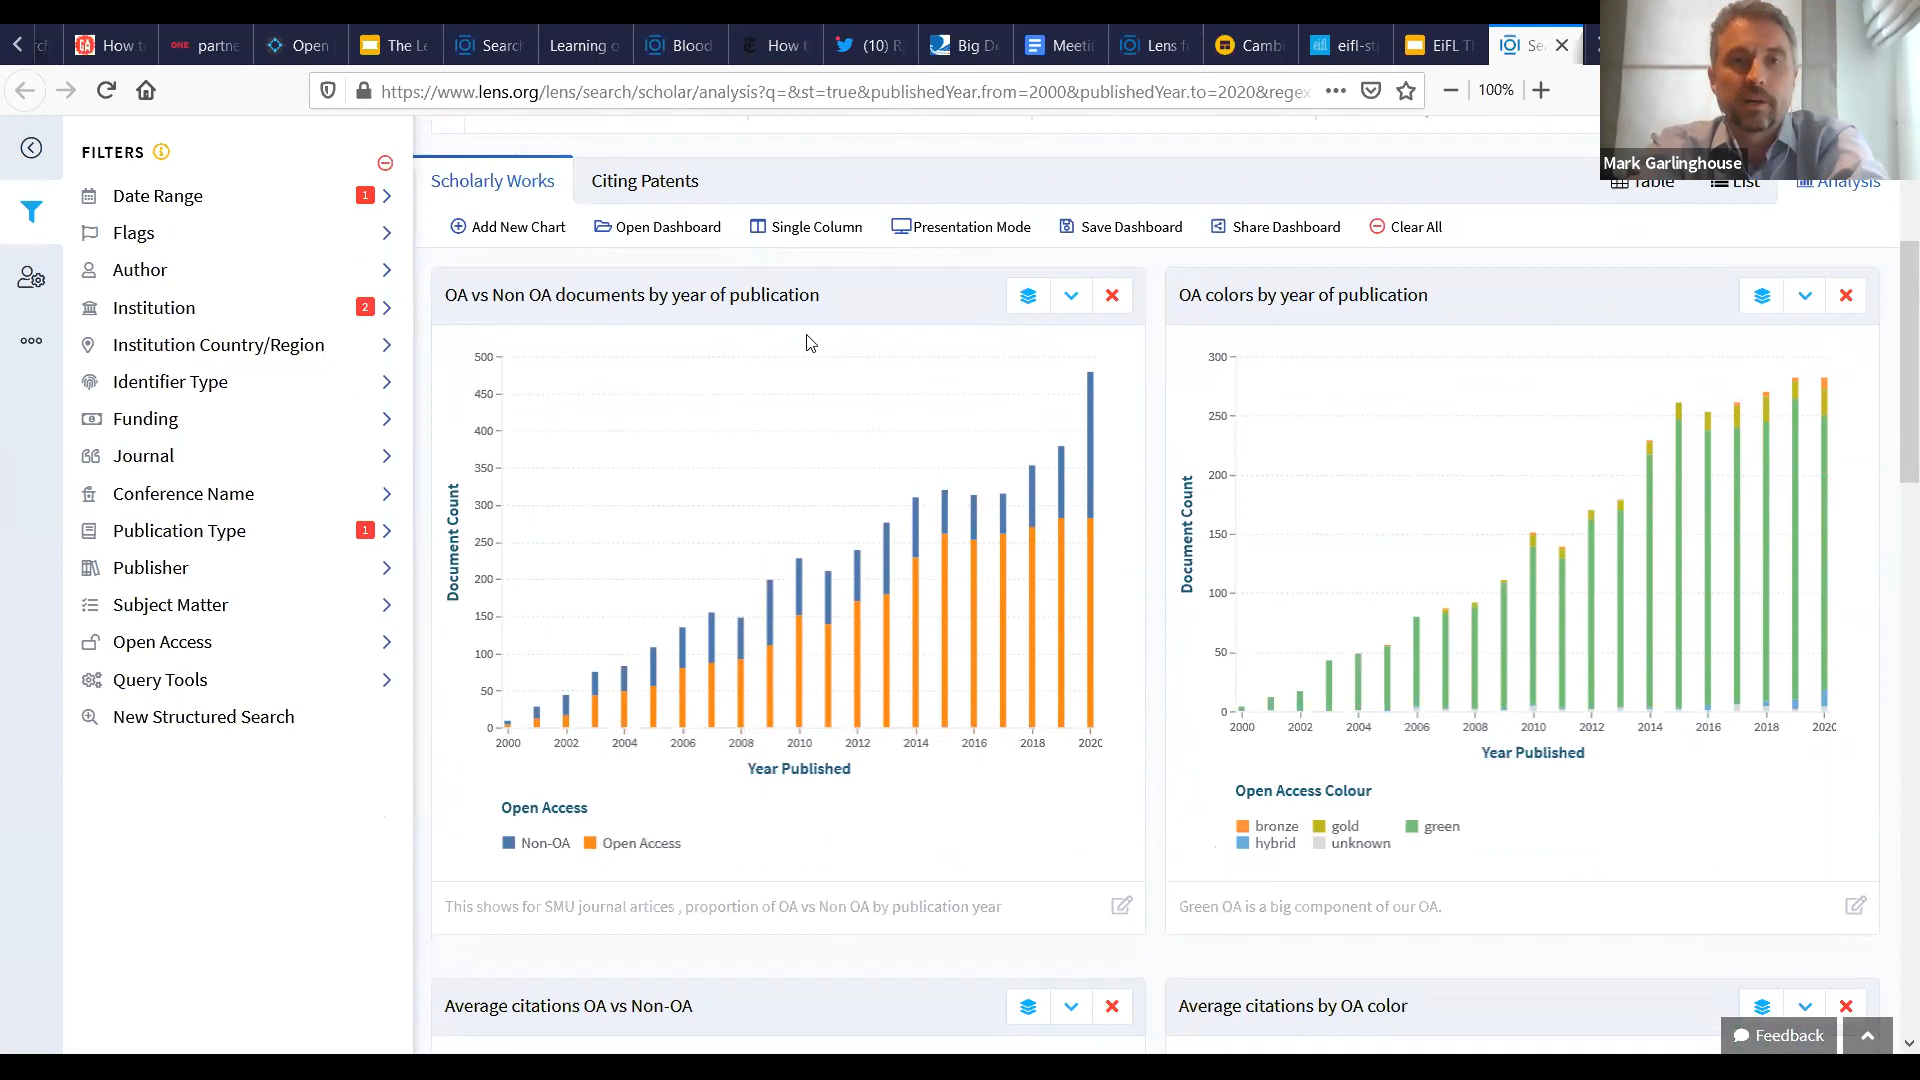 How t
ONE partne
Open
The Le
Searc
Learning o
Blood
How t
(10) R
Big D
Meeti
Lens f
Cambi
eifl eifl-st
EiFL T
Se
https://www.lens.org/lens/search/scholar/analysis?q=&st=true&publishedYear.from=2000&publishedYear.to=2020&regex
100%
Mark Garlinghouse
FILTERS
Date Range 1
Flags
Author
Institution 2
Institution Country/Region
Identifier Type
Funding
Journal
Conference Name
Publication Type 1
Publisher
Subject Matter
Open Access
Query Tools
New Structured Search
Scholarly Works Citing Patents Table List Analysis
Add New Chart Open Dashboard Single Column Presentation Mode Save Dashboard Share Dashboard Clear All
OA vs Non OA documents by year of publication
Document Count
500
450
400
350
300
250
200
150
100
50
0
2000 2002 2004 2006 2008 2010 2012 2014 2016 2018 2020
Year Published
Open Access
Non-OA Open Access
This shows for SMU journal artices , proportion of OA vs Non OA by publication year
OA colors by year of publication
Document Count
300
250
200
150
100
50
0
2000 2002 2004 2006 2008 2010 2012 2014 2016 2018 2020
Year Published
Open Access Colour
bronze gold green
hybrid unknown
Green OA is a big component of our OA.
Average citations OA vs Non-OA
Average citations by OA color
Feedback